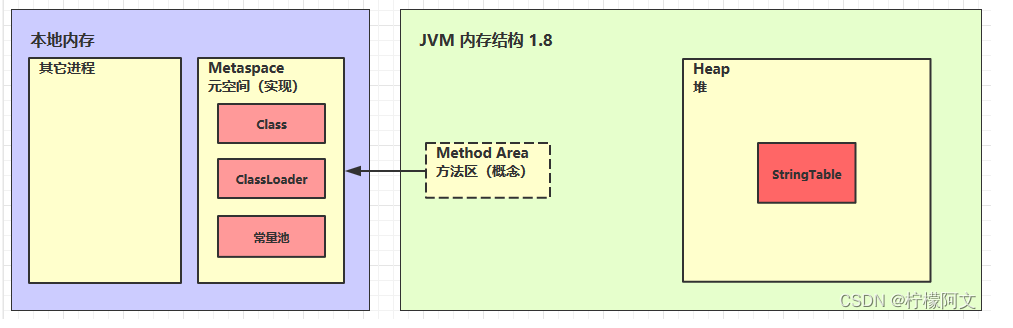 本地内存
其它进程
Metaspace
元空间（实现）
Class
ClassLoader
常量池
JVM 内存结构 1.8
Method Area
方法区（概念）
Heap
堆
StringTable
CSDN @柠檬阿文